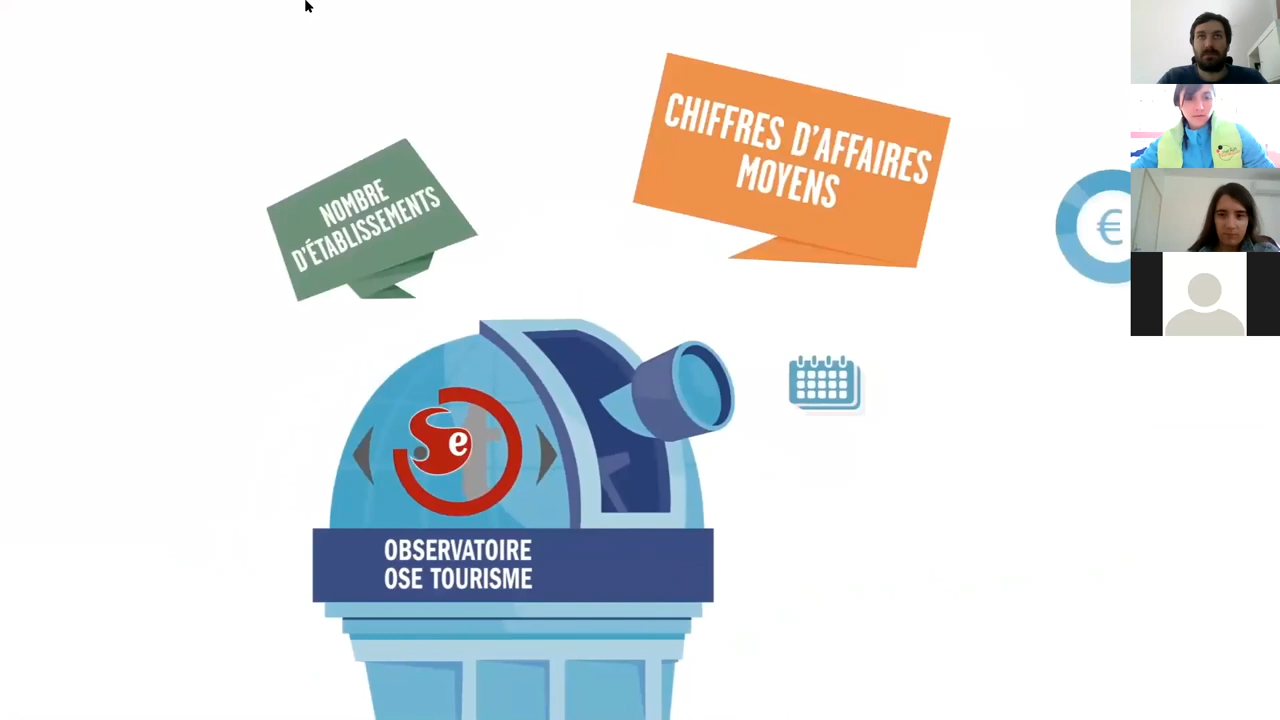 CHIFFRES D'AFFAIRES
MOYENS
NOMBRE
D'ÉTABLISSEMENTS
€
e
OBSERVATOIRE
OSE TOURISME